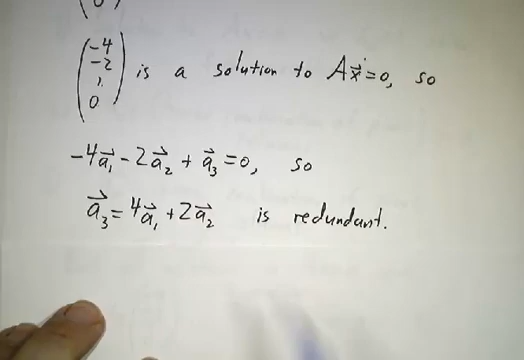 0
(-4 -2 1 0) is a solution to Ax⃗=0, so
-4a⃗₁ - 2a⃗₂ + a⃗₃ = 0, so
a⃗₃ = 4a⃗₁ + 2a⃗₂ is redundant.